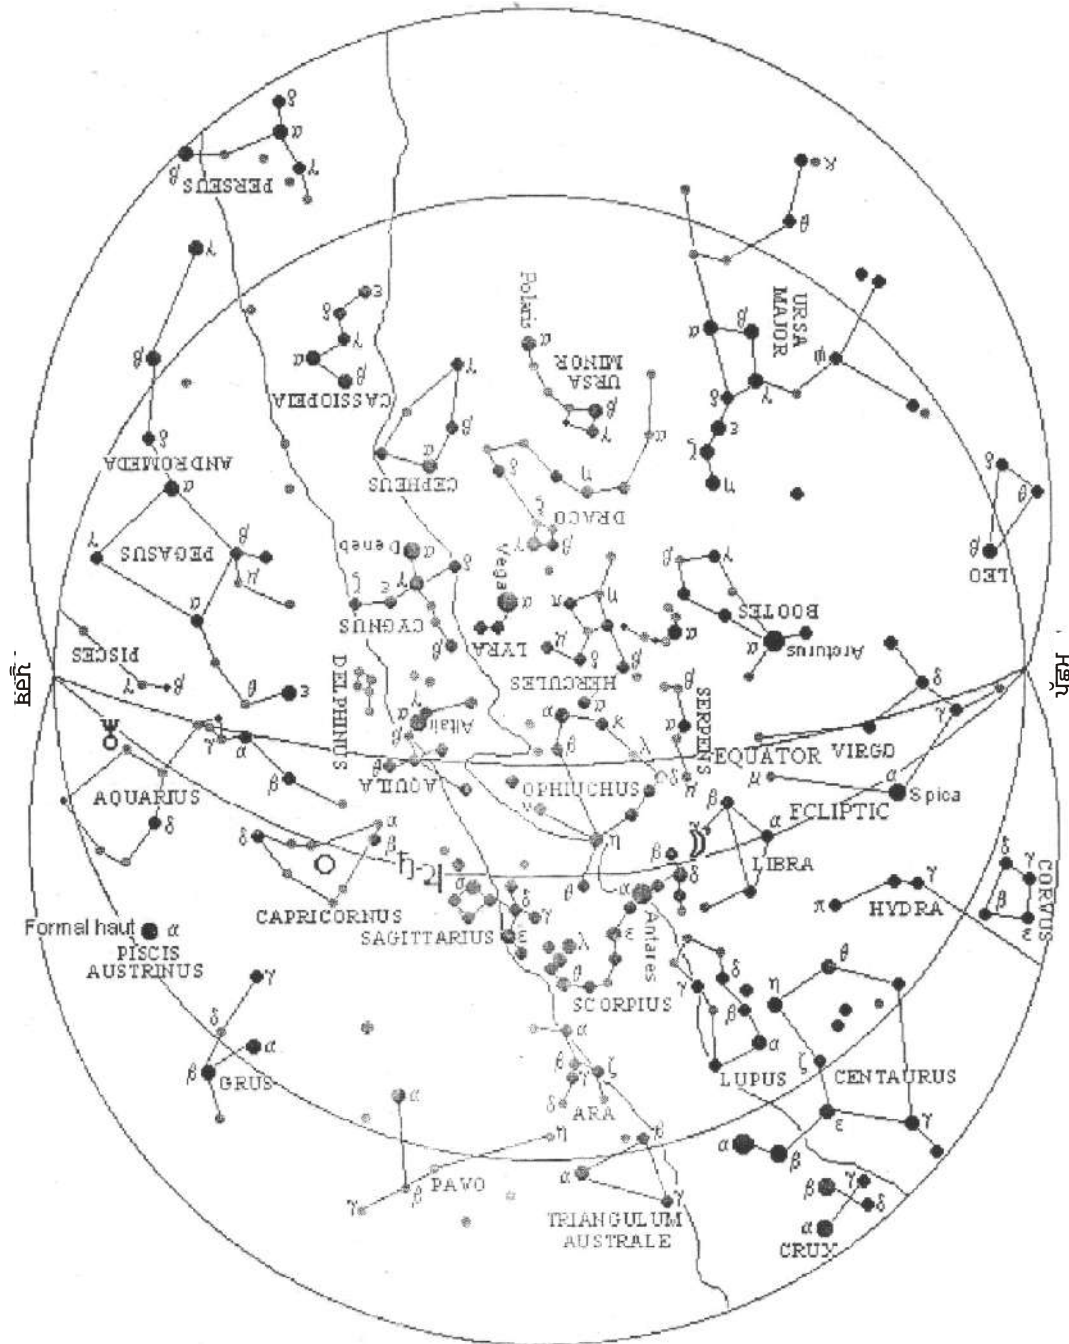 δ
α
β
γ
PERSEUS
κ
θ
γ
ε
δ
γ
α
β
CASSIOPEIA
Polaris
α
URSA
MINOR
β
γ
URSA
MAJOR
α
β
γ
δ
ε
ζ
η
ψ
β
δ
ANDROMEDA
α
γ
β
α
CEPHEUS
α
η
δ
DRACO
ζ
γ
β
δ
θ
β
LEO
γ
PEGASUS
β
μ
α
Deneb
α
δ
γ
ε
ζ
CYGNUS
β
Vega
α
LYRA
π
η
μ
δ
β
HERCULES
α
α
β
γ
BOOTES
α
Arcturus
PISCES
γ
β
θ
ε
DELPHINUS
α
Altair
β
θ
AQUILA
α
κ
β
λ
OPHIUCHUS
ν
η
θ
β
α
SERPENS
δ
μ
EQUATOR
VIRGO
δ
γ
μ
α
Spica
ECLIPTIC
Ψ
γ
α
β
AQUARIUS
δ
δ
α
β
CAPRICORNUS
σ
δ
γ
ε
SAGITTARIUS
β
δ
α
Antares
ε
λ
θ
SCORPIUS
β
α
γ
LIBRA
π
γ
HYDRA
δ
γ
β
ε
CORVUS
Formal haut
α
PISCIS
AUSTRINUS
γ
δ
α
β
GRUS
α
β
γ
ζ
δ
ARA
δ
γ
β
α
LUPUS
θ
η
ζ
CENTAURUS
ε
γ
α
β
α
η
β
γ
PAVO
β
α
γ
TRIANGULUM
AUSTRALE
γ
β
δ
α
CRUX